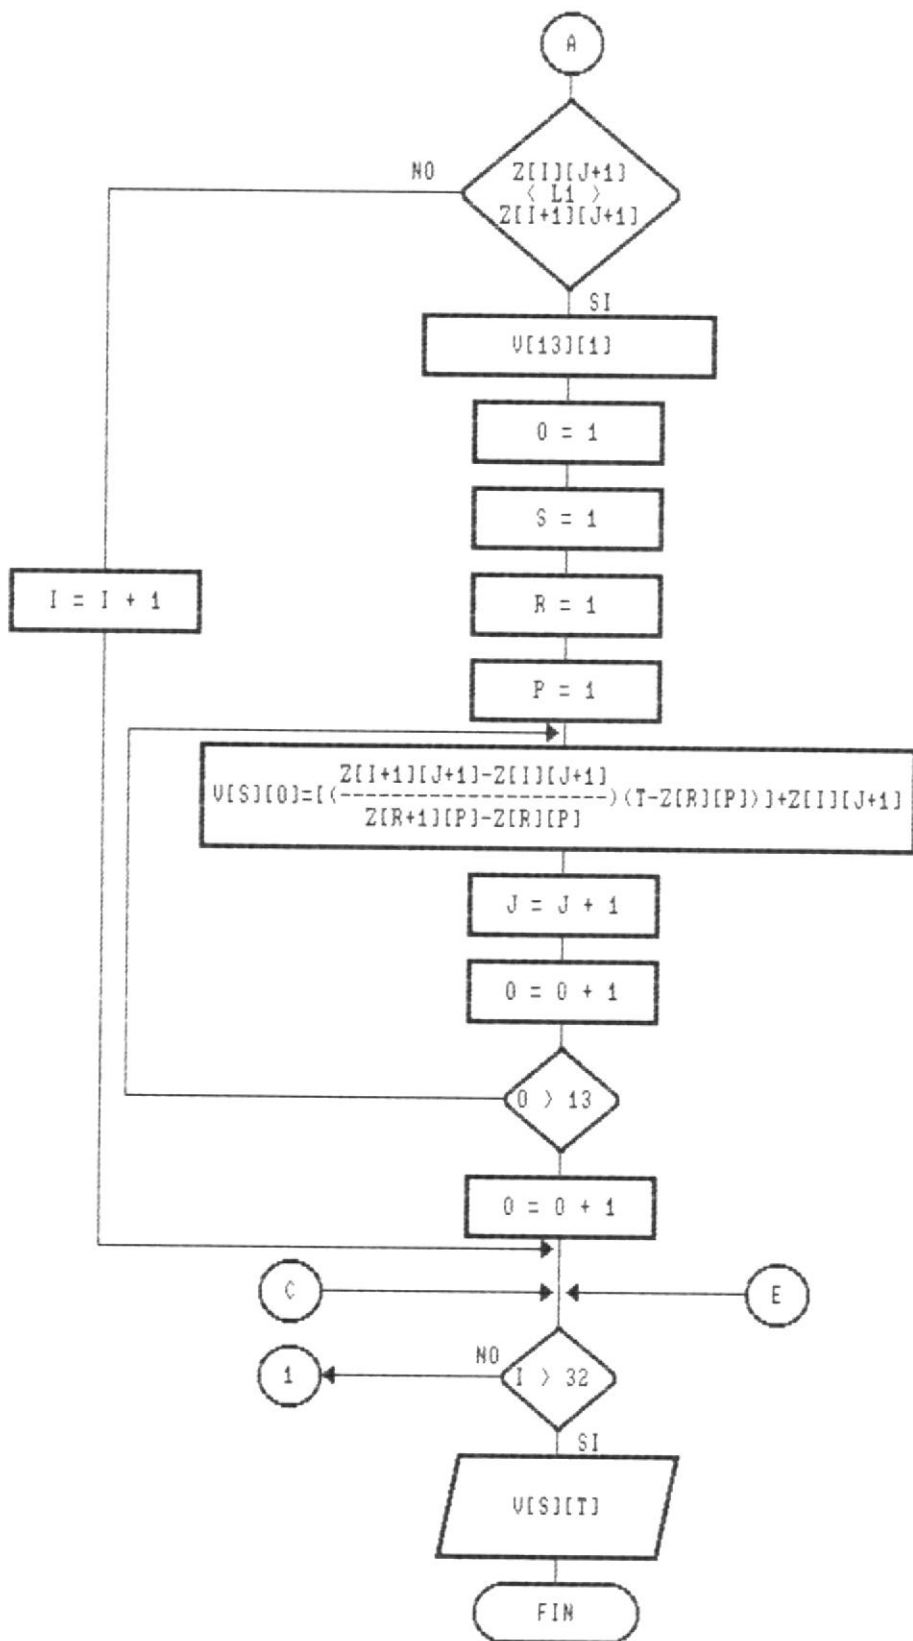 A
NO
Z[I][J+1]
< L1 >
Z[I+1][J+1]
SI
V[13][1]
O = 1
S = 1
R = 1
I = I + 1
P = 1
Z[I+1][J+1]-Z[I][J+1]
V[S][O]=[(---------------------)(T-Z[R][P])]+Z[I][J+1]
Z[R+1][P]-Z[R][P]
J = J + 1
O = O + 1
O > 13
O = O + 1
C
E
NO
1
I > 32
SI
V[S][T]
FIN